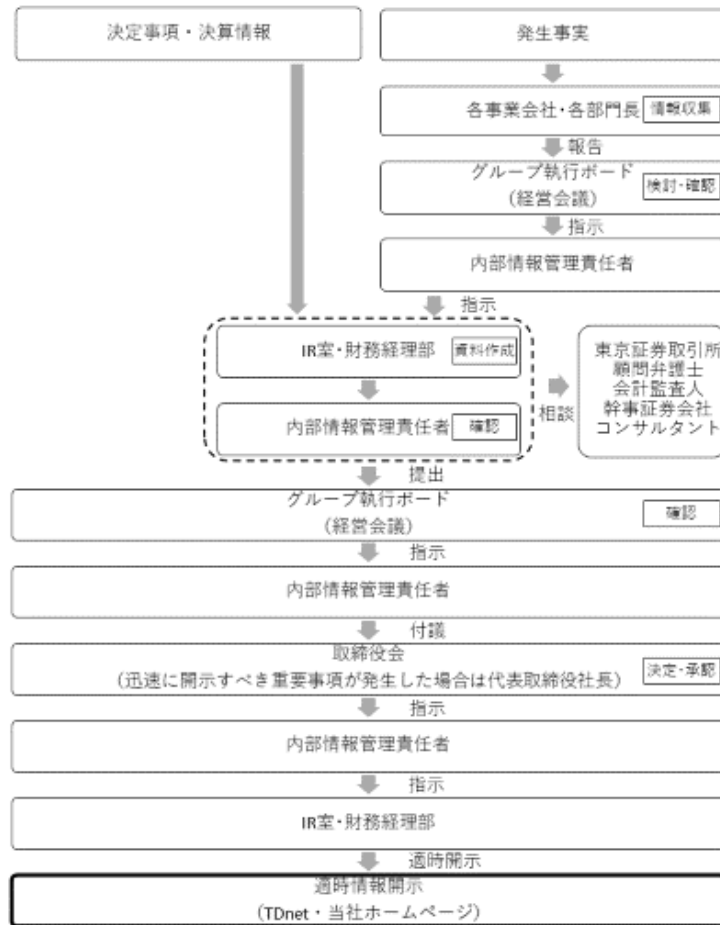 決定事項・決算情報
発生事実
各事業会社・各部門長
情報収集
報告
グループ執行ボード
(経営会議)
検討・確認
指示
内部情報管理責任者
指示
IR室・財務経理部
資料作成
内部情報管理責任者
確認
相談
東京証券取引所
顧問弁護士
会計監査人
幹事証券会社
コンサルタント
提出
グループ執行ボード
(経営会議)
確認
指示
内部情報管理責任者
付議
取締役会
(迅速に開示すべき重要事項が発生した場合は代表取締役社長)
決定・承認
指示
内部情報管理責任者
指示
IR室・財務経理部
適時開示
適時情報開示
(TDnet・当社ホームページ)